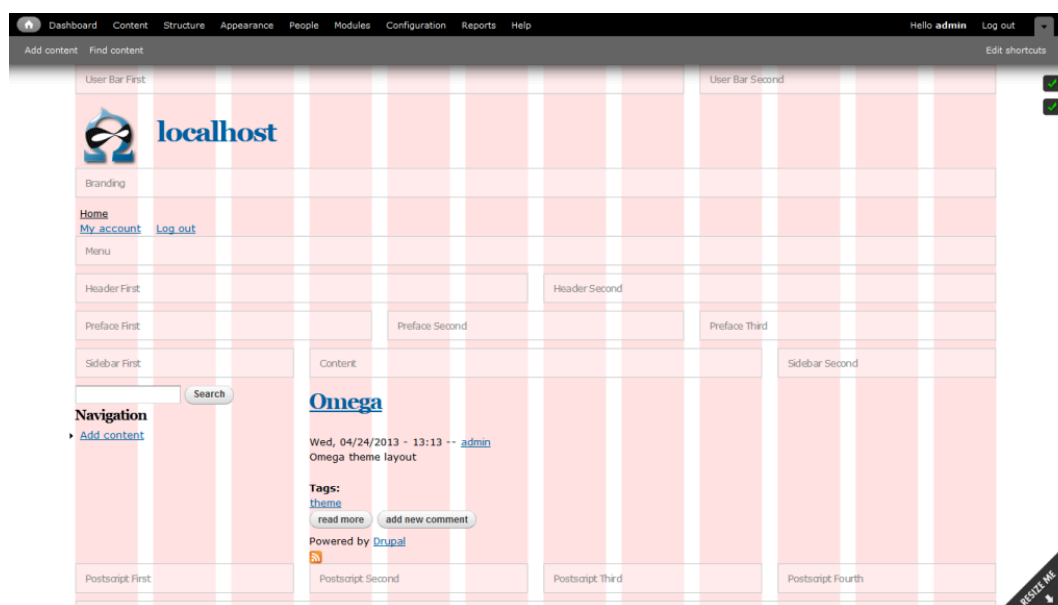 Dashboard Content Structure Appearance People Modules Configuration Reports Help Hello admin Log out
Add content Find content Edit shortcuts
User Bar First User Bar Second
localhost
Branding
Home
My account Log out
Menu
Header First Header Second
Preface First Preface Second Preface Third
Sidebar First Content Sidebar Second
Search
Navigation
Add content
Omega
Wed, 04/24/2013 - 13:13 -- admin
Omega theme layout
Tags:
theme
read more add new comment
Powered by Drupal
Postscript First Postscript Second Postscript Third Postscript Fourth
RESIZE ME